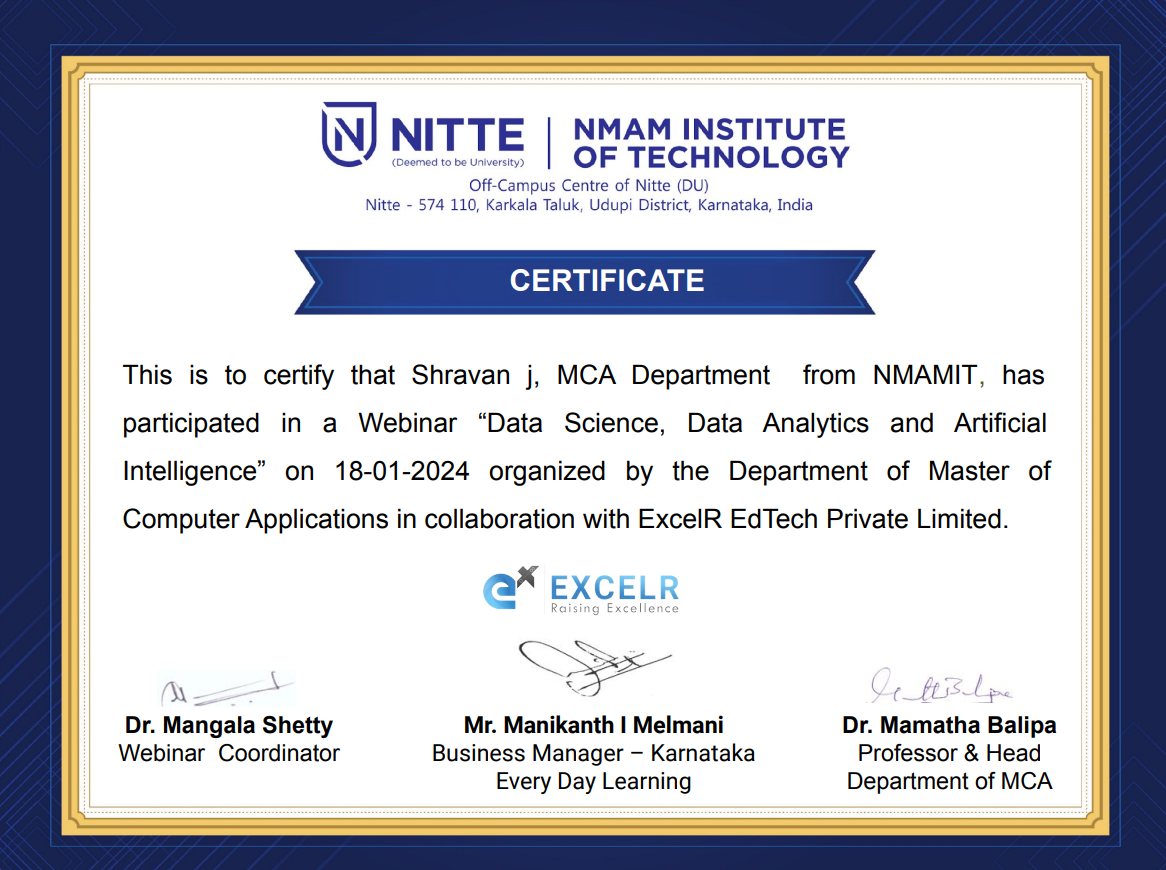 N NITTE
(Deemed to be University)
NMAM INSTITUTE
OF TECHNOLOGY
Off-Campus Centre of Nitte (DU)
Nitte - 574 110, Karkala Taluk, Udupi District, Karnataka, India
CERTIFICATE
This is to certify that Shravan j, MCA Department from NMAMIT, has
participated in a Webinar “Data Science, Data Analytics and Artificial
Intelligence” on 18-01-2024 organized by the Department of Master of
Computer Applications in collaboration with ExcelR EdTech Private Limited.
ex EXCELR
Raising Excellence
Dr. Mangala Shetty
Webinar Coordinator
Mr. Manikanth I Melmani
Business Manager – Karnataka
Every Day Learning
Dr. Mamatha Balipa
Professor & Head
Department of MCA